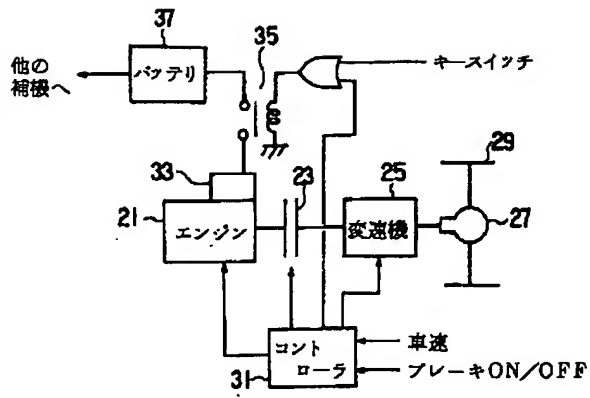 37
35
他の
補機へ
バッテリ
キースイッチ
33
23
25
29
21
エンジン
変速機
27
コント
ローラ
31
車速
ブレーキON/OFF